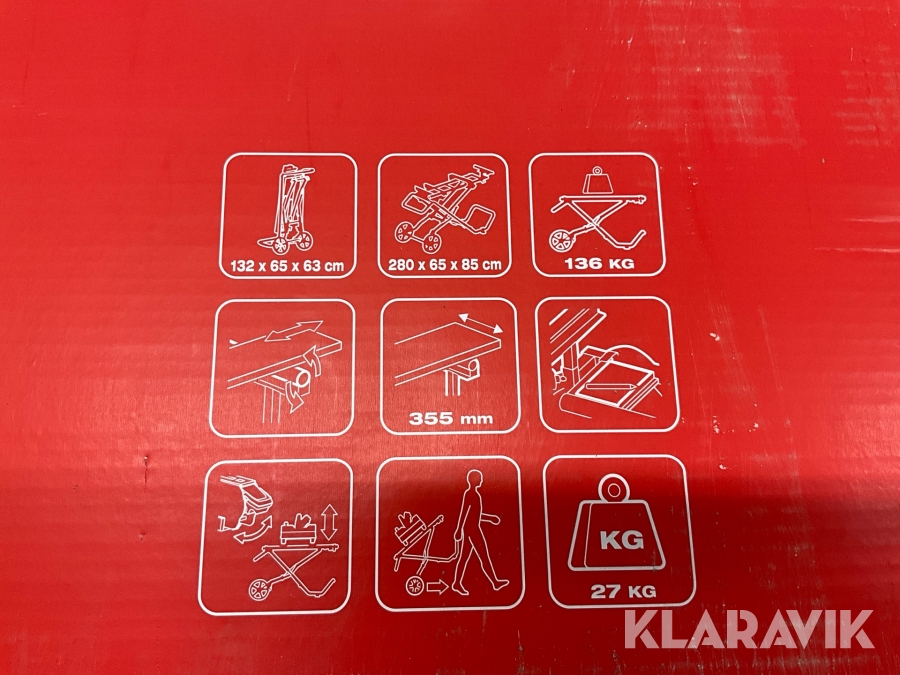 132 x 65 x 63 cm
280 x 65 x 85 cm
136 KG
355 mm
KG
27 KG
KLARAVIK